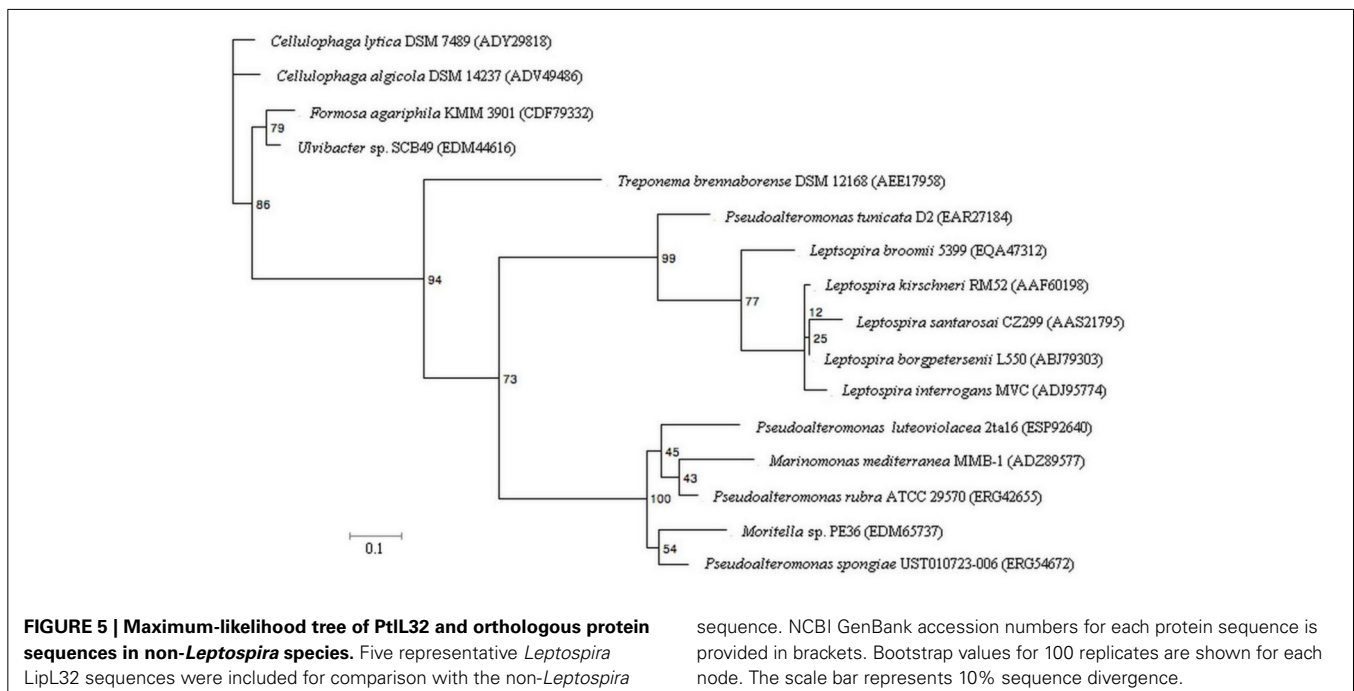 Cellulophaga lytica DSM 7489 (ADY29818)
Cellulophaga algicola DSM 14237 (ADV49486)
Formosa agariphila KMM 3901 (CDF79332)
79
Ulvibacter sp. SCB49 (EDM44616)
Treponema brennaborense DSM 12168 (AEE17958)
86
Pseudoalteromonas tunicata D2 (EAR27184)
Leptsopira broomii 5399 (EQA47312)
99
94
Leptospira kirschneri RM52 (AAF60198)
77
12
Leptospira santarosai CZ299 (AAS21795)
25
Leptospira borgpetersenii L550 (ABJ79303)
73
Leptospira interrogans MVC (ADJ95774)
Pseudoalteromonas luteoviolacea 2ta16 (ESP92640)
45
Marinomonas mediterranea MMB-1 (ADZ89577)
43
100
Pseudoalteromonas rubra ATCC 29570 (ERG42655)
Moritella sp. PE36 (EDM65737)
54
0.1
Pseudoalteromonas spongiae UST010723-006 (ERG54672)
FIGURE 5 | Maximum-likelihood tree of PtlL32 and orthologous protein
sequences in non-Leptospira species. Five representative Leptospira
LipL32 sequences were included for comparison with the non-Leptospira
sequence. NCBI GenBank accession numbers for each protein sequence is
provided in brackets. Bootstrap values for 100 replicates are shown for each
node. The scale bar represents 10% sequence divergence.